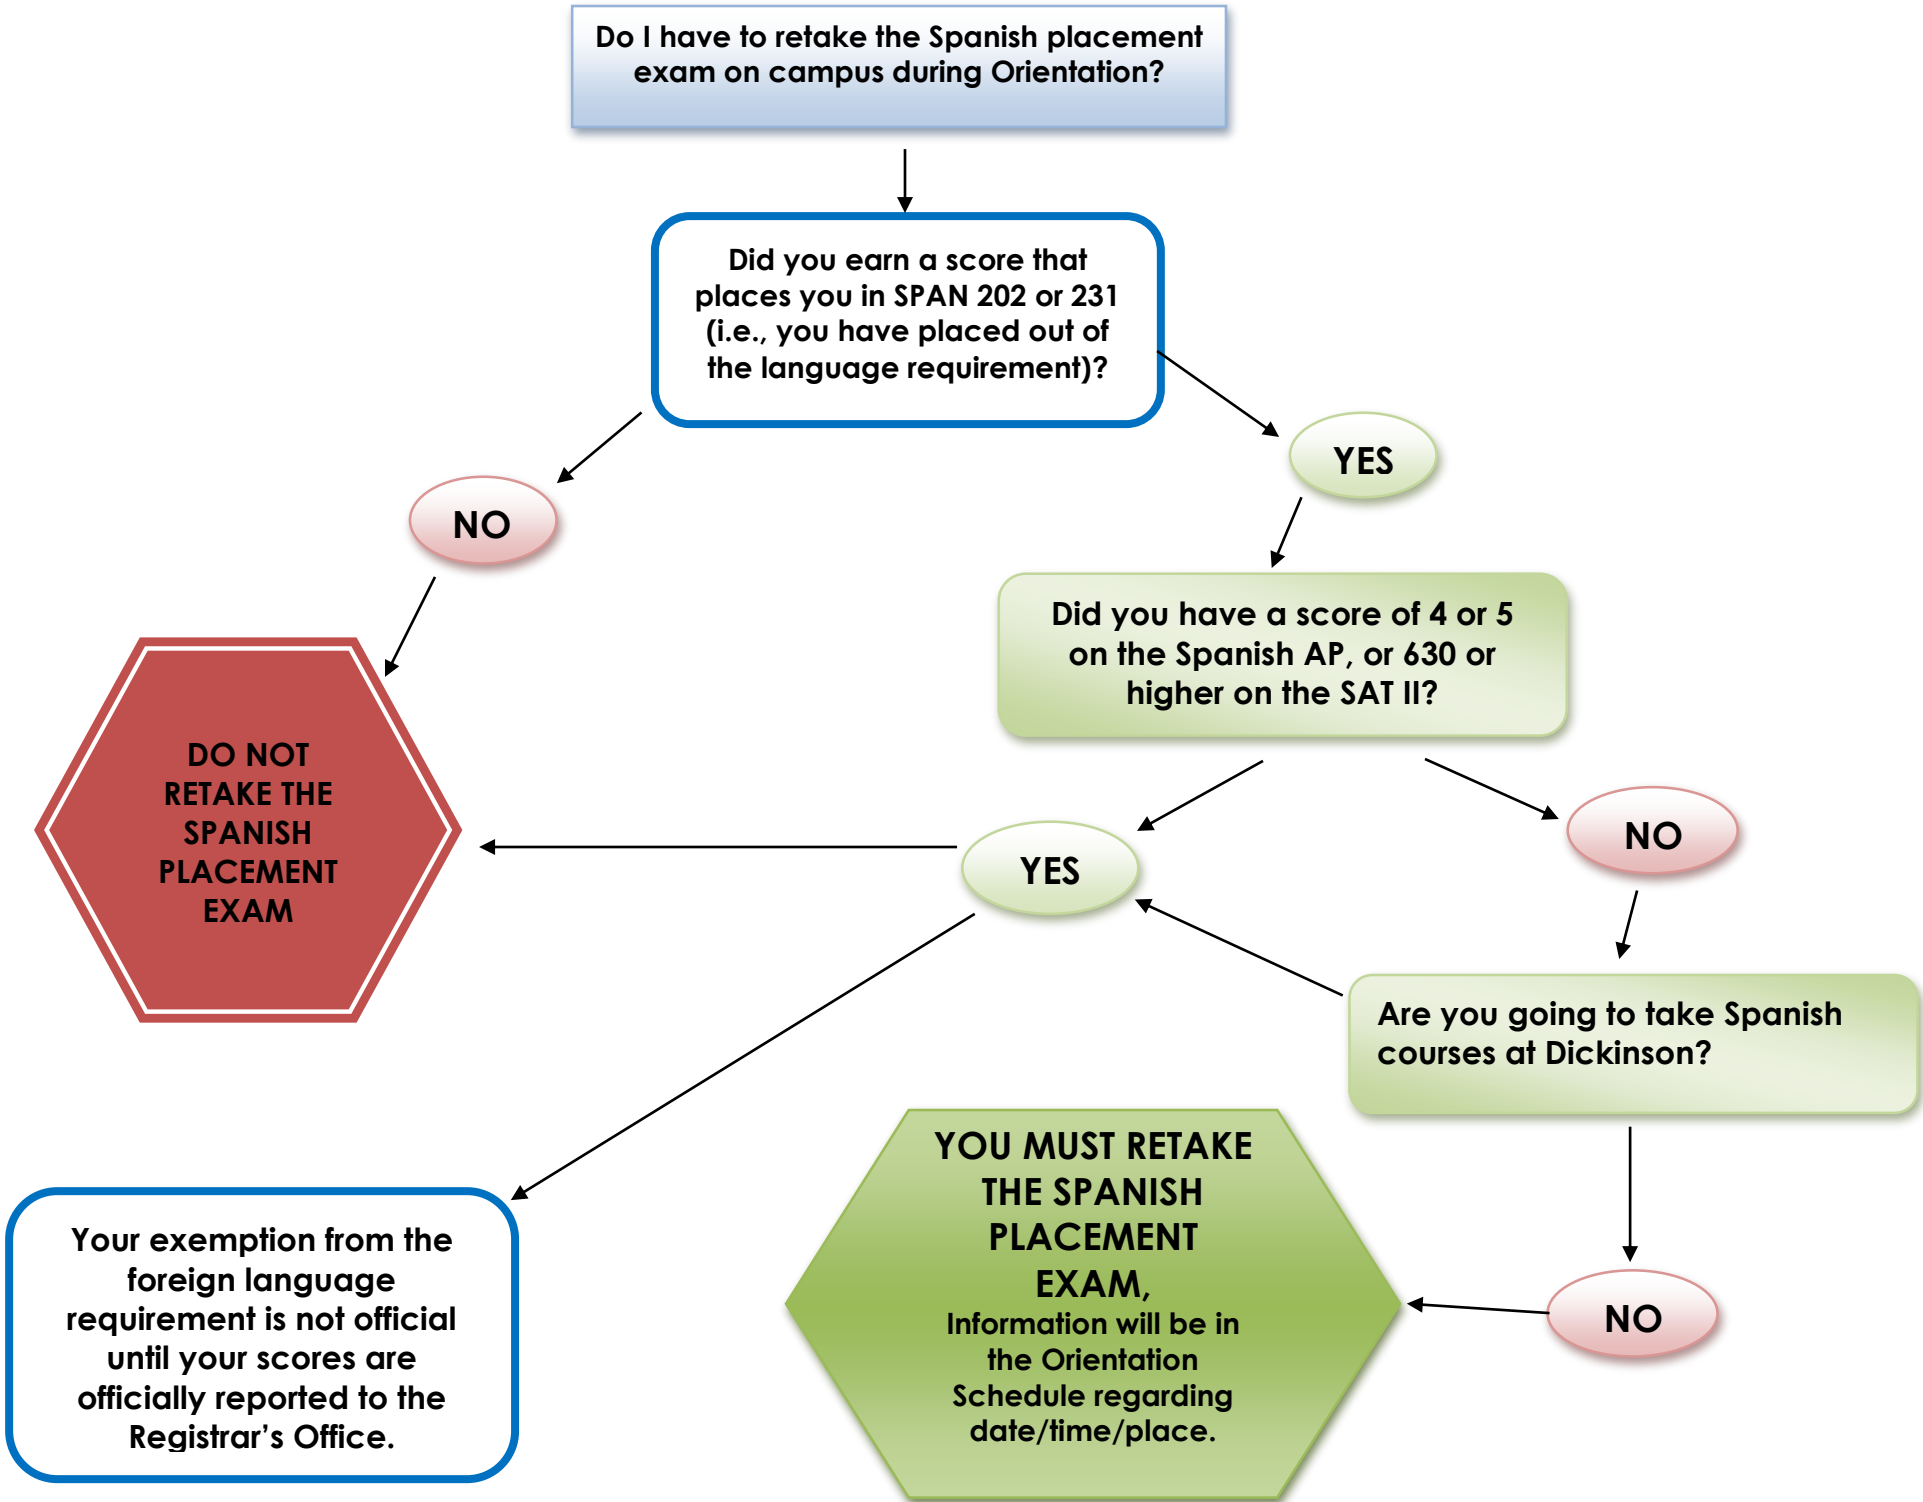 Do I have to retake the Spanish placement
exam on campus during Orientation?
Did you earn a score that
places you in SPAN 202 or 231
(i.e., you have placed out of
the language requirement)?
YES
NO
Did you have a score of 4 or 5
on the Spanish AP, or 630 or
higher on the SAT II?
DO NOT
RETAKE THE
SPANISH
PLACEMENT
EXAM
YES
NO
Are you going to take Spanish
courses at Dickinson?
YOU MUST RETAKE
THE SPANISH
PLACEMENT
EXAM,
Information will be in
the Orientation
Schedule regarding
date/time/place.
NO
Your exemption from the
foreign language
requirement is not official
until your scores are
officially reported to the
Registrar’s Office.